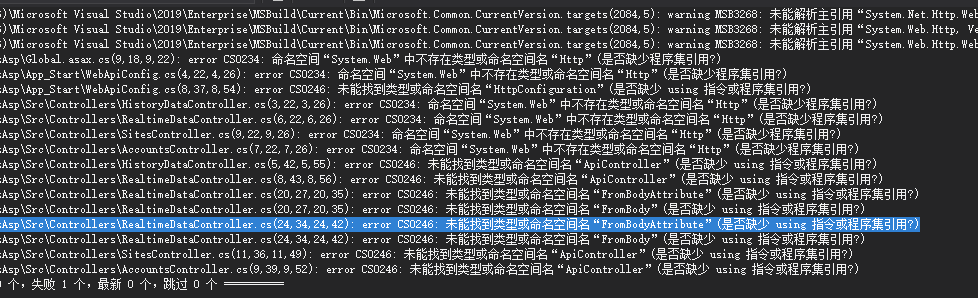 )\Microsoft Visual Studio\2019\Enterprise\MSBuild\Current\Bin\Microsoft.Common.CurrentVersion.targets(2084,5): warning MSB3268: 未能解析主引用“System.Net.Http.Web
)\Microsoft Visual Studio\2019\Enterprise\MSBuild\Current\Bin\Microsoft.Common.CurrentVersion.targets(2084,5): warning MSB3268: 未能解析主引用“System.Web.Http, Ve
)\Microsoft Visual Studio\2019\Enterprise\MSBuild\Current\Bin\Microsoft.Common.CurrentVersion.targets(2084,5): warning MSB3268: 未能解析主引用“System.Web.Http.Web
Asp\Global.asax.cs(9,18,9,22): error CS0234: 命名空间“System.Web”中不存在类型或命名空间名“Http”(是否缺少程序集引用?)
Asp\App_Start\WebApiConfig.cs(4,22,4,26): error CS0234: 命名空间“System.Web”中不存在类型或命名空间名“Http”(是否缺少程序集引用?)
Asp\App_Start\WebApiConfig.cs(8,37,8,54): error CS0246: 未能找到类型或命名空间名“HttpConfiguration”(是否缺少 using 指令或程序集引用?)
Asp\Src\Controllers\HistoryDataController.cs(3,22,3,26): error CS0234: 命名空间“System.Web”中不存在类型或命名空间名“Http”(是否缺少程序集引用?)
Asp\Src\Controllers\RealtimeDataController.cs(6,22,6,26): error CS0234: 命名空间“System.Web”中不存在类型或命名空间名“Http”(是否缺少程序集引用?)
Asp\Src\Controllers\SitesController.cs(9,22,9,26): error CS0234: 命名空间“System.Web”中不存在类型或命名空间名“Http”(是否缺少程序集引用?)
Asp\Src\Controllers\AccountsController.cs(7,22,7,26): error CS0234: 命名空间“System.Web”中不存在类型或命名空间名“Http”(是否缺少程序集引用?)
Asp\Src\Controllers\HistoryDataController.cs(5,42,5,55): error CS0246: 未能找到类型或命名空间名“ApiController”(是否缺少 using 指令或程序集引用?)
Asp\Src\Controllers\RealtimeDataController.cs(8,43,8,56): error CS0246: 未能找到类型或命名空间名“ApiController”(是否缺少 using 指令或程序集引用?)
Asp\Src\Controllers\RealtimeDataController.cs(20,27,20,35): error CS0246: 未能找到类型或命名空间名“FromBodyAttribute”(是否缺少 using 指令或程序集引用?)
Asp\Src\Controllers\RealtimeDataController.cs(20,27,20,35): error CS0246: 未能找到类型或命名空间名“FromBody”(是否缺少 using 指令或程序集引用?)
Asp\Src\Controllers\RealtimeDataController.cs(24,34,24,42): error CS0246: 未能找到类型或命名空间名“FromBodyAttribute”(是否缺少 using 指令或程序集引用?)
Asp\Src\Controllers\RealtimeDataController.cs(24,34,24,42): error CS0246: 未能找到类型或命名空间名“FromBody”(是否缺少 using 指令或程序集引用?)
Asp\Src\Controllers\SitesController.cs(11,36,11,49): error CS0246: 未能找到类型或命名空间名“ApiController”(是否缺少 using 指令或程序集引用?)
Asp\Src\Controllers\AccountsController.cs(9,39,9,52): error CS0246: 未能找到类型或命名空间名“ApiController”(是否缺少 using 指令或程序集引用?)
0 个，失败 1 个，最新 0 个，跳过 0 个 ==========